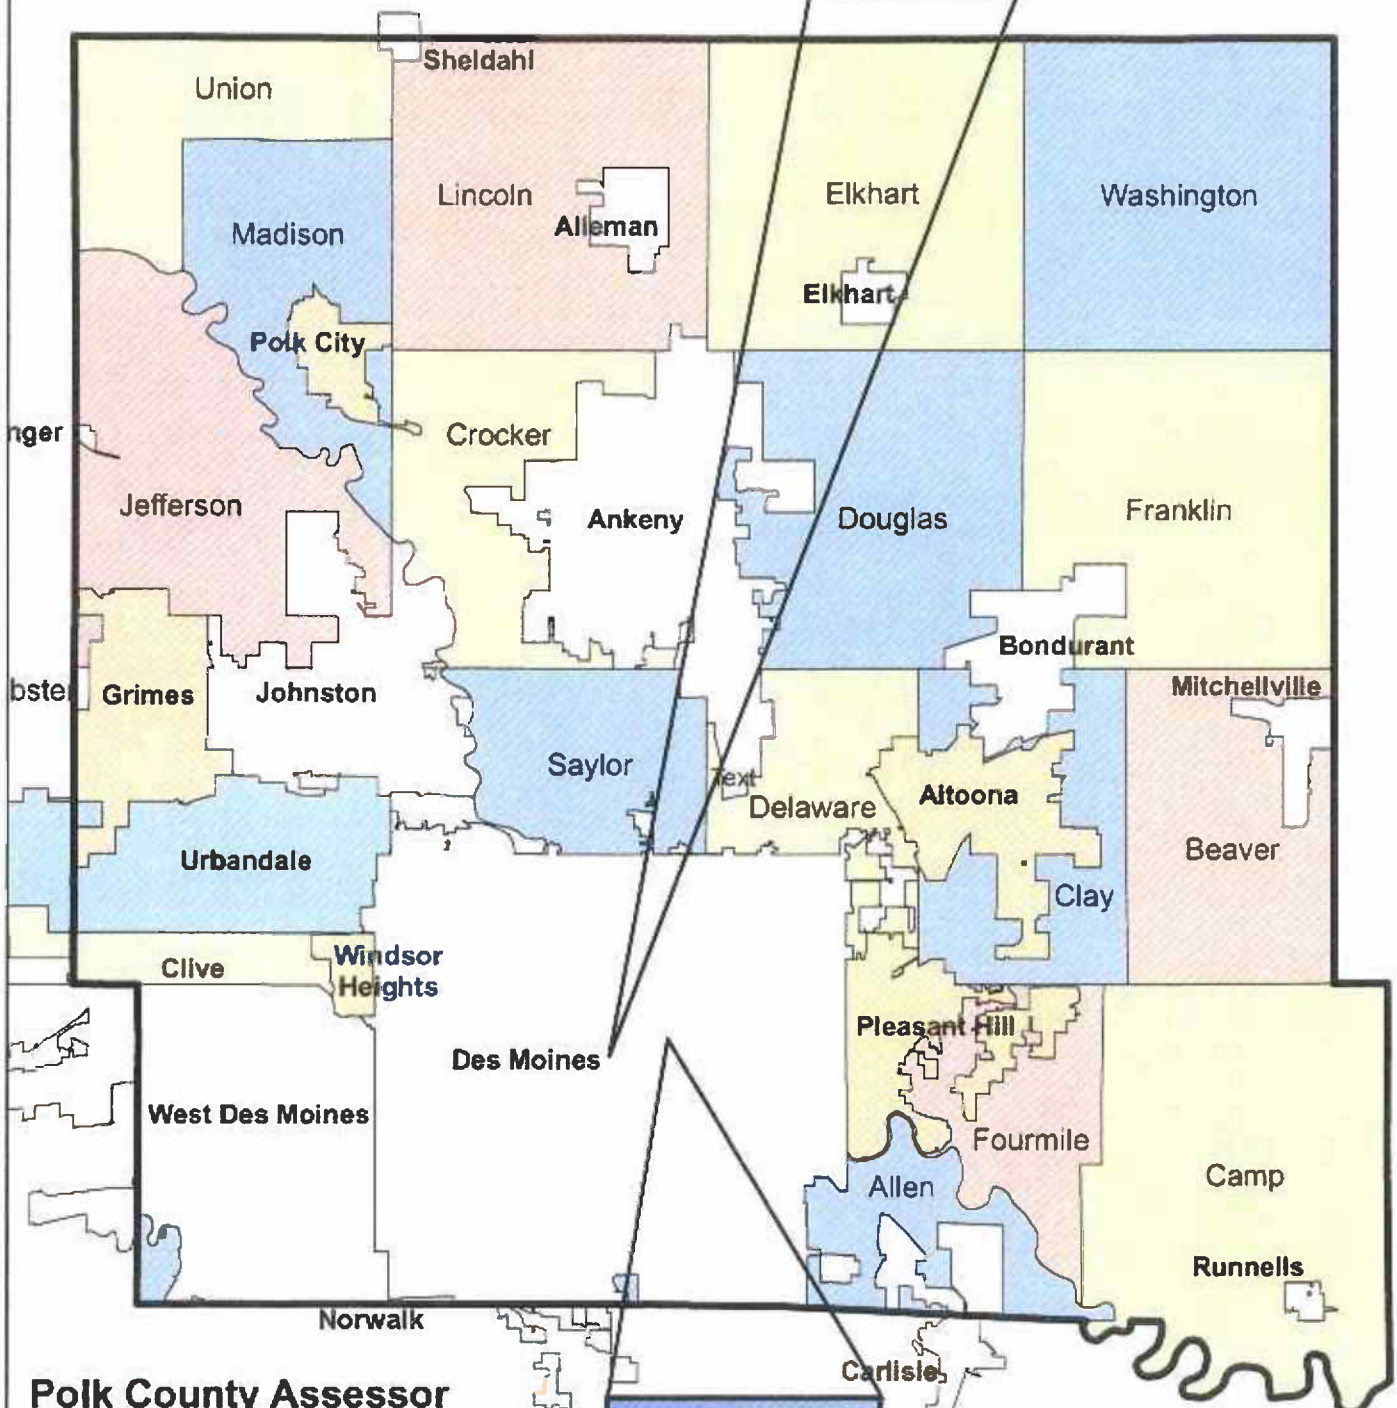 Sheldahl
Union
Lincoln
Elkhart
Washington
Alleman
Madison
Elkhart
Polk City
nger
Crocker
Jefferson
Ankeny
Douglas
Franklin
Bondurant
bster
Grimes
Johnston
Mitchellville
Saylor
Text
Delaware
Altoona
Urbandale
Beaver
Clay
Clive
Windsor
Heights
Pleasant Hill
Des Moines
West Des Moines
Fourmile
Allen
Camp
Runnells
Norwalk
Carlisle
Polk County Assessor